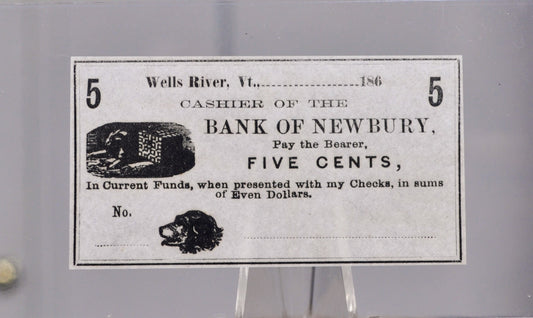 5 Wells River, Vt.,......................186 5
CASHIER OF THE
BANK OF NEWBURY,
Pay the Bearer,
FIVE CENTS,
In Current Funds, when presented with my Checks, in sums
of Even Dollars.
No.